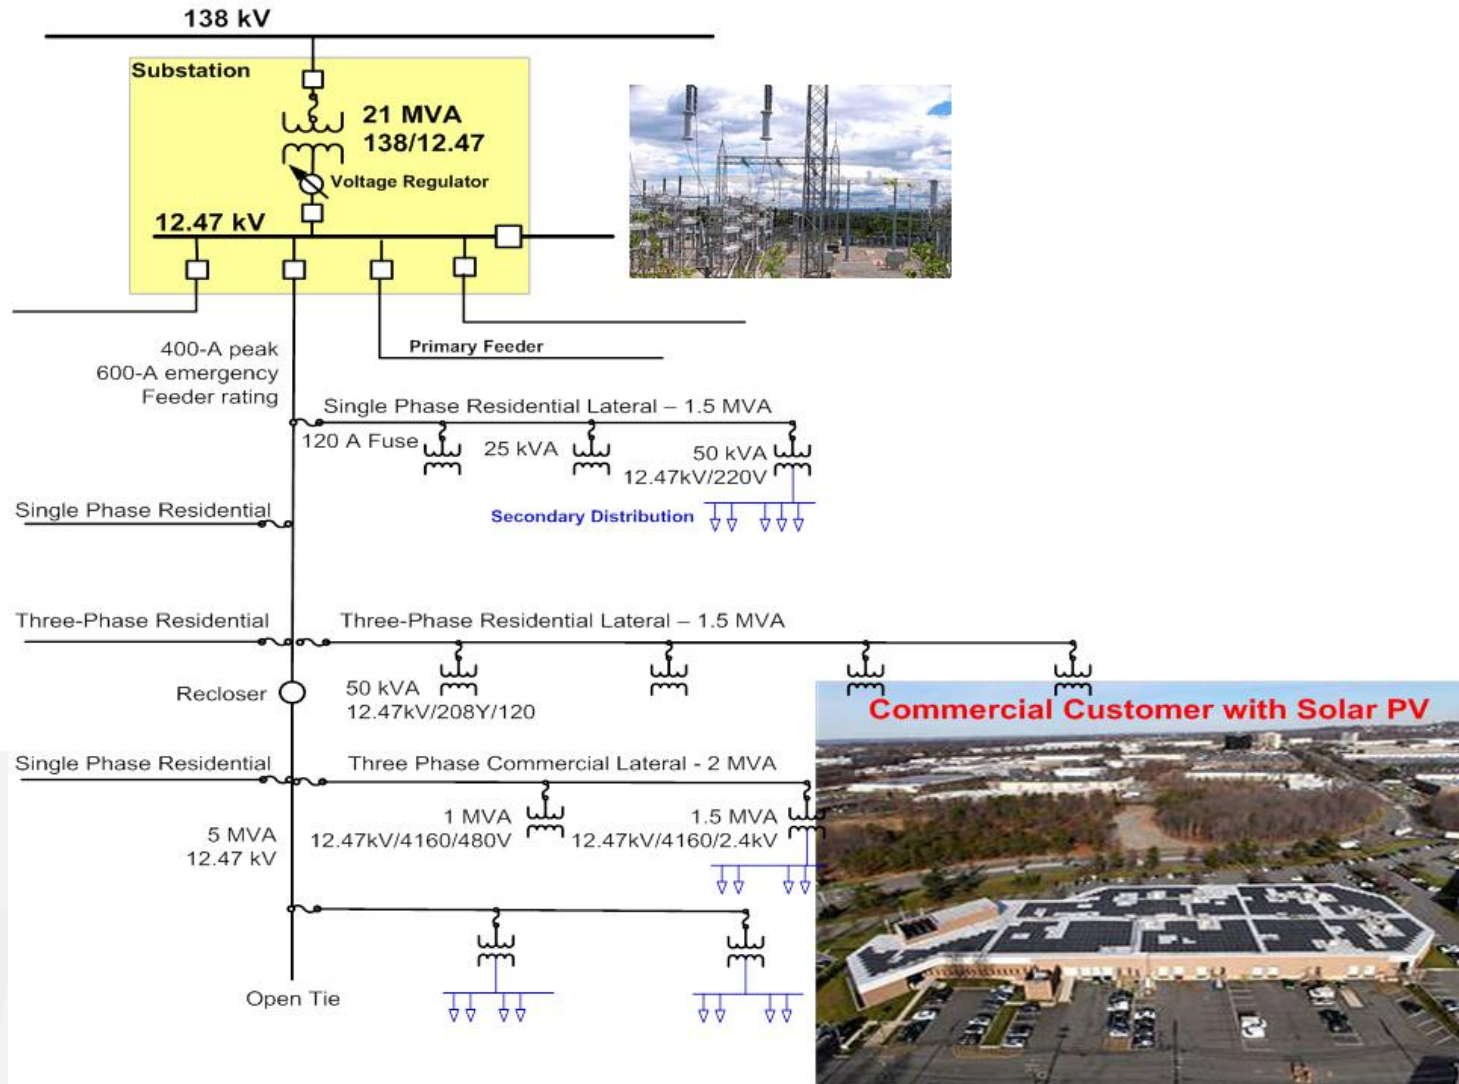 138 kV
Substation
21 MVA
138/12.47
Voltage Regulator
12.47 kV
400-A peak
600-A emergency
Feeder rating
Primary Feeder
Single Phase Residential Lateral – 1.5 MVA
120 A Fuse
25 kVA
50 kVA
12.47kV/220V
Single Phase Residential
Secondary Distribution
Three-Phase Residential
Three-Phase Residential Lateral – 1.5 MVA
Recloser
50 kVA
12.47kV/208Y/120
Commercial Customer with Solar PV
Single Phase Residential
Three Phase Commercial Lateral - 2 MVA
1 MVA
12.47kV/4160/480V
1.5 MVA
12.47kV/4160/2.4kV
5 MVA
12.47 kV
Open Tie